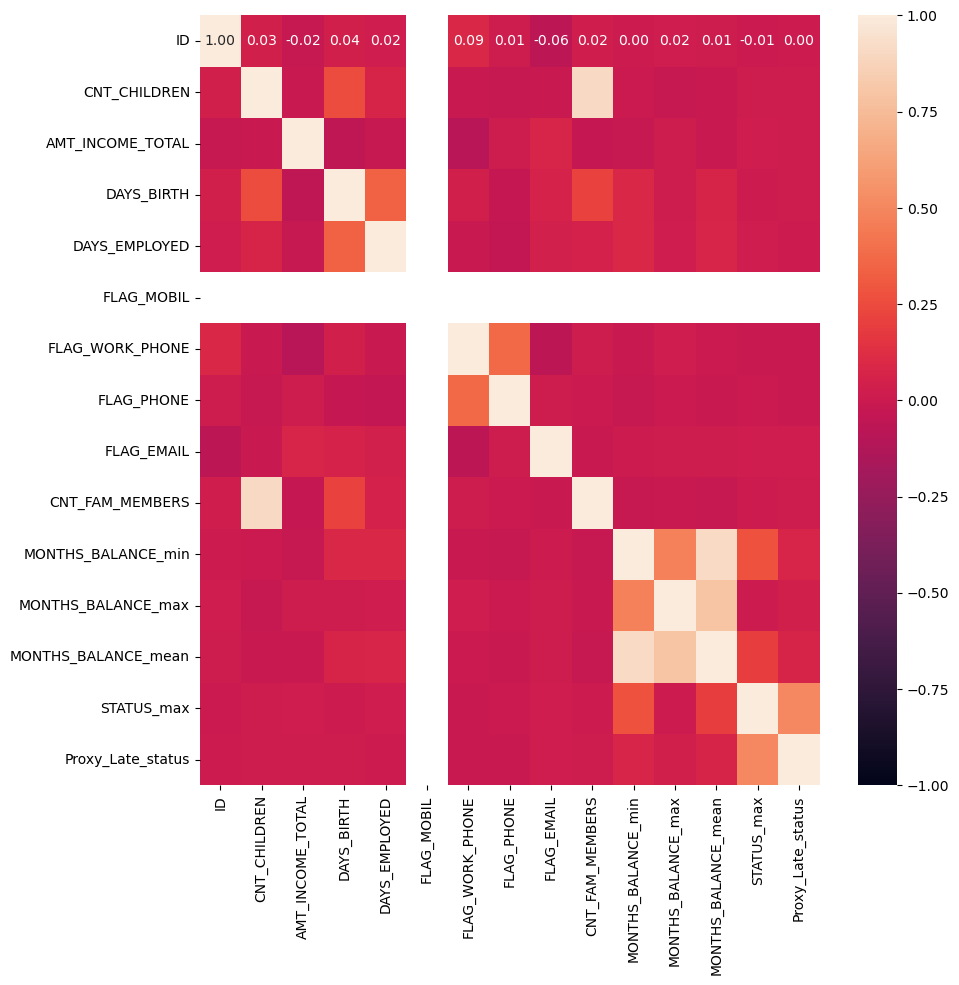 ID
1.00 0.03 -0.02 0.04 0.02 0.09 0.01 -0.06 0.02 0.00 0.02 0.01 -0.01 0.00
CNT_CHILDREN
AMT_INCOME_TOTAL
DAYS_BIRTH
DAYS_EMPLOYED
FLAG_MOBIL
FLAG_WORK_PHONE
FLAG_PHONE
FLAG_EMAIL
CNT_FAM_MEMBERS
MONTHS_BALANCE_min
MONTHS_BALANCE_max
MONTHS_BALANCE_mean
STATUS_max
Proxy_Late_status
ID
CNT_CHILDREN
AMT_INCOME_TOTAL
DAYS_BIRTH
DAYS_EMPLOYED
FLAG_MOBIL
FLAG_WORK_PHONE
FLAG_PHONE
FLAG_EMAIL
CNT_FAM_MEMBERS
MONTHS_BALANCE_min
MONTHS_BALANCE_max
MONTHS_BALANCE_mean
STATUS_max
Proxy_Late_status
1.00
0.75
0.50
0.25
0.00
−0.25
−0.50
−0.75
−1.00